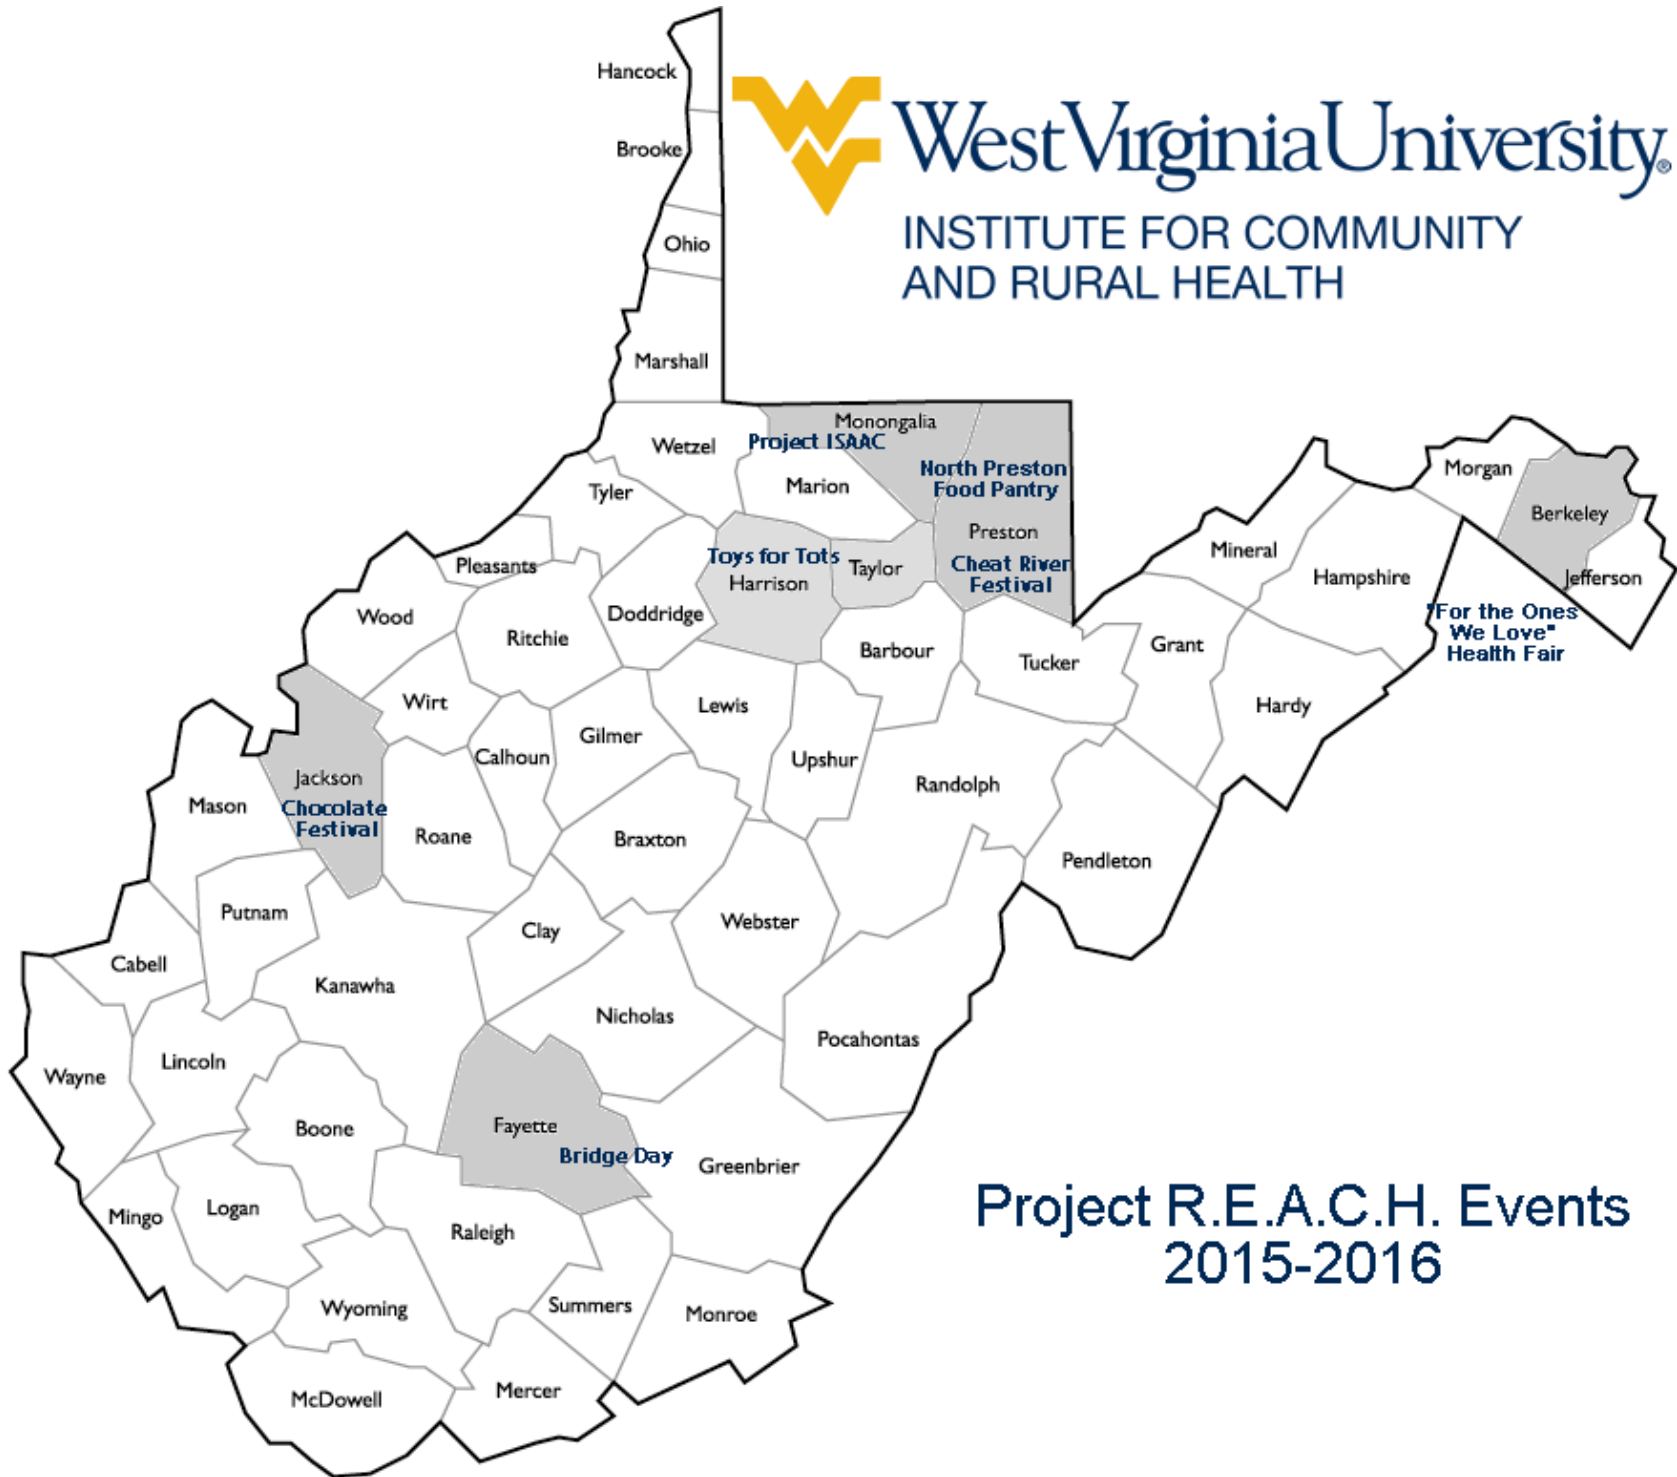 Hancock
West Virginia University®
Brooke
INSTITUTE FOR COMMUNITY
Ohio
AND RURAL HEALTH
Marshall
Monongalia
Wetzel
Project ISAAC
North Preston
Food Pantry
Morgan
Tyler
Marion
Berkeley
Preston
Pleasants
Toys for Tots
Harrison
Taylor
Cheat River
Festival
Mineral
Hampshire
Jefferson
Wood
Doddridge
Ritchie
"For the Ones
We Love"
Health Fair
Barbour
Tucker
Grant
Wirt
Lewis
Hardy
Gilmer
Calhoun
Upshur
Jackson
Randolph
Mason
Chocolate
Festival
Roane
Braxton
Pendleton
Putnam
Clay
Webster
Cabell
Kanawha
Nicholas
Pocahontas
Lincoln
Wayne
Boone
Fayette
Bridge Day
Greenbrier
Mingo
Logan
Raleigh
Project R.E.A.C.H. Events
2015-2016
Wyoming
Summers
Monroe
McDowell
Mercer